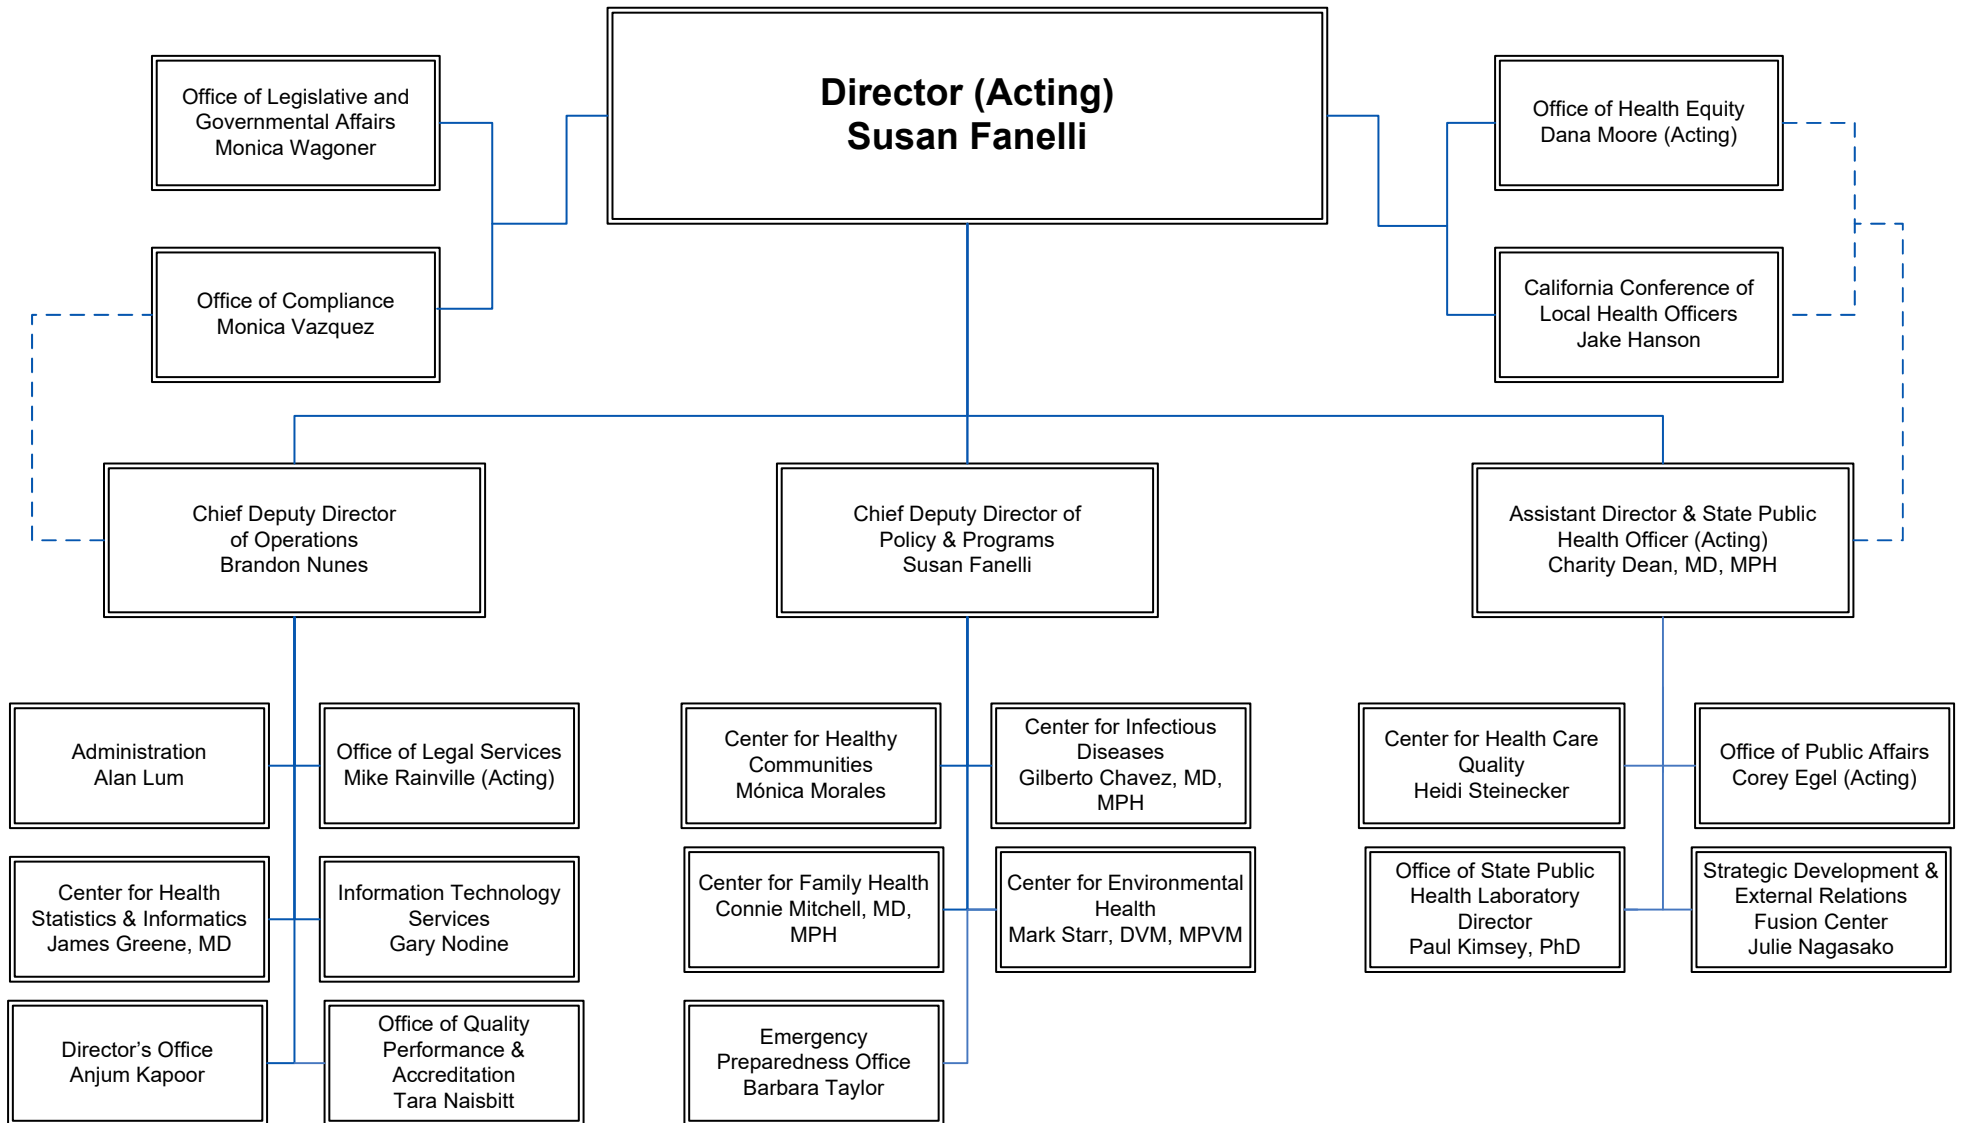 Director (Acting)
Susan Fanelli
Office of Legislative and
Governmental Affairs
Monica Wagoner
Office of Health Equity
Dana Moore (Acting)
Office of Compliance
Monica Vazquez
California Conference of
Local Health Officers
Jake Hanson
Chief Deputy Director
of Operations
Brandon Nunes
Chief Deputy Director of
Policy & Programs
Susan Fanelli
Assistant Director & State Public
Health Officer (Acting)
Charity Dean, MD, MPH
Administration
Alan Lum
Office of Legal Services
Mike Rainville (Acting)
Center for Healthy
Communities
Mónica Morales
Center for Infectious
Diseases
Gilberto Chavez, MD,
MPH
Center for Health Care
Quality
Heidi Steinecker
Office of Public Affairs
Corey Egel (Acting)
Center for Health
Statistics & Informatics
James Greene, MD
Information Technology
Services
Gary Nodine
Center for Family Health
Connie Mitchell, MD,
MPH
Center for Environmental
Health
Mark Starr, DVM, MPVM
Office of State Public
Health Laboratory
Director
Paul Kimsey, PhD
Strategic Development &
External Relations
Fusion Center
Julie Nagasako
Director’s Office
Anjum Kapoor
Office of Quality
Performance &
Accreditation
Tara Naisbitt
Emergency
Preparedness Office
Barbara Taylor